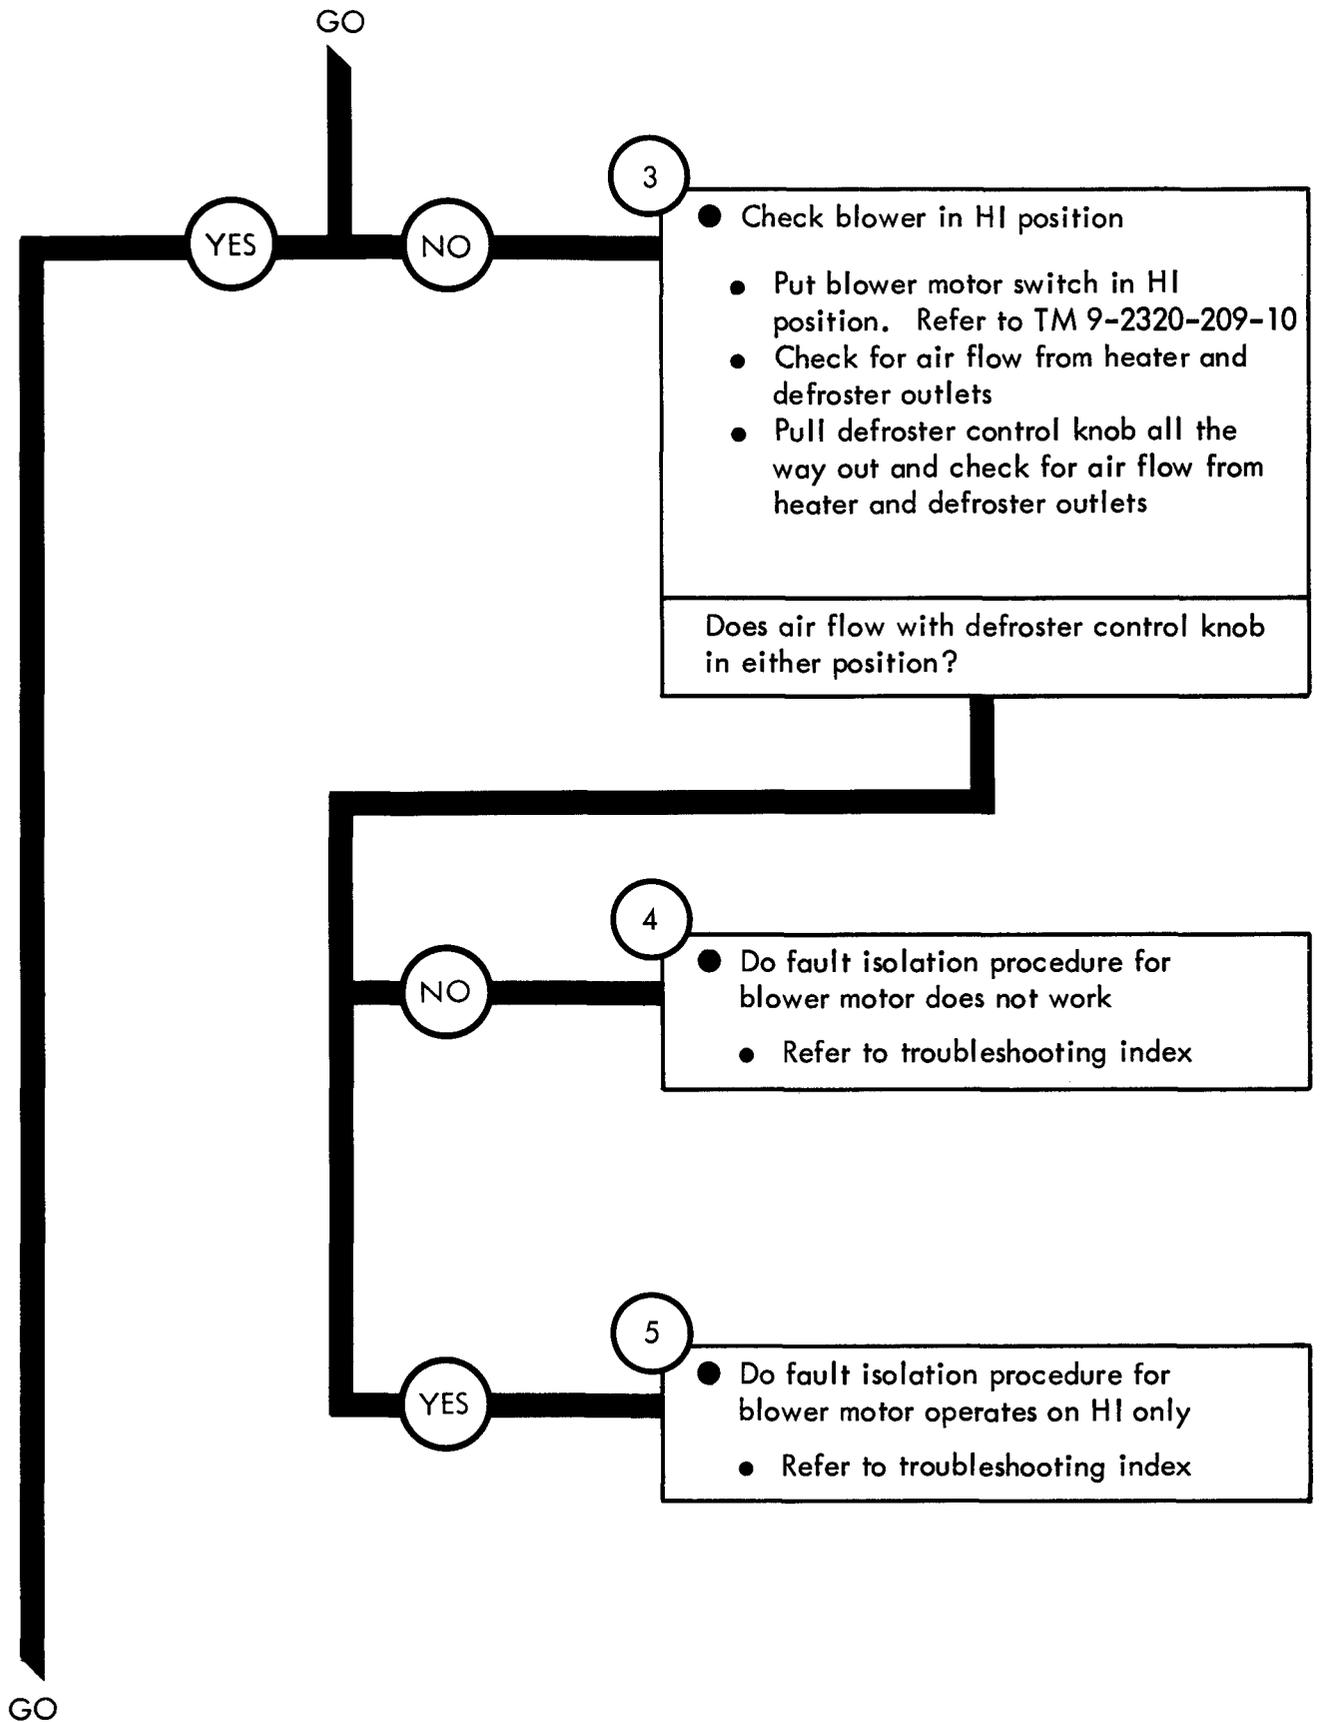 GO
YES
NO
3
● Check blower in HI position
● Put blower motor switch in HI
position. Refer to TM 9-2320-209-10
● Check for air flow from heater and
defroster outlets
● Pull defroster control knob all the
way out and check for air flow from
heater and defroster outlets
Does air flow with defroster control knob
in either position?
NO
4
● Do fault isolation procedure for
blower motor does not work
● Refer to troubleshooting index
YES
5
● Do fault isolation procedure for
blower motor operates on HI only
● Refer to troubleshooting index
GO